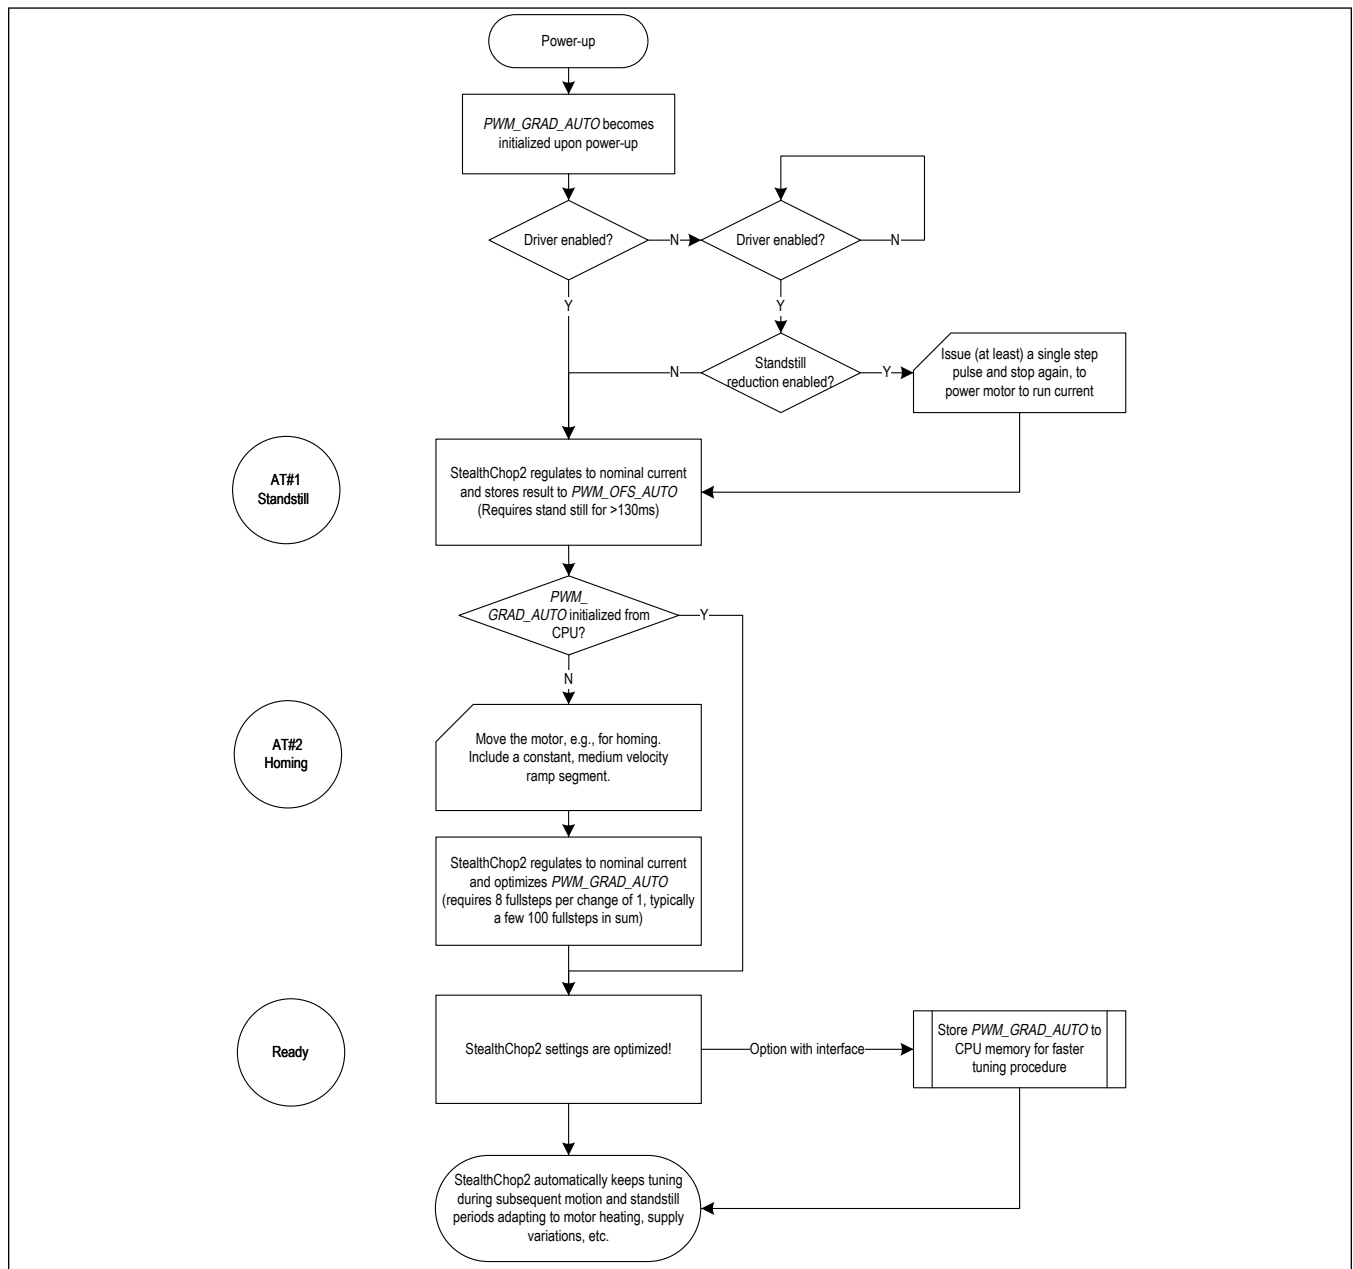 Power-up
PWM_GRAD_AUTO becomes
initialized upon power-up
Driver enabled?
N
Driver enabled?
N
Y
Y
Standstill
reduction enabled?
N
Y
Issue (at least) a single step
pulse and stop again, to
power motor to run current
AT#1
Standstill
StealthChop2 regulates to nominal current
and stores result to PWM_OFS_AUTO
(Requires stand still for >130ms)
PWM_
GRAD_AUTO initialized from
CPU?
Y
N
AT#2
Homing
Move the motor, e.g., for homing.
Include a constant, medium velocity
ramp segment.
StealthChop2 regulates to nominal current
and optimizes PWM_GRAD_AUTO
(requires 8 fullsteps per change of 1, typically
a few 100 fullsteps in sum)
Ready
StealthChop2 settings are optimized!
Option with interface
Store PWM_GRAD_AUTO to
CPU memory for faster
tuning procedure
StealthChop2 automatically keeps tuning
during subsequent motion and standstill
periods adapting to motor heating, supply
variations, etc.